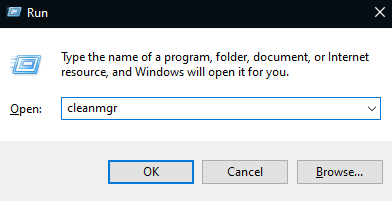 Run
Type the name of a program, folder, document, or Internet
resource, and Windows will open it for you.
Open: cleanmgr
OK Cancel Browse...